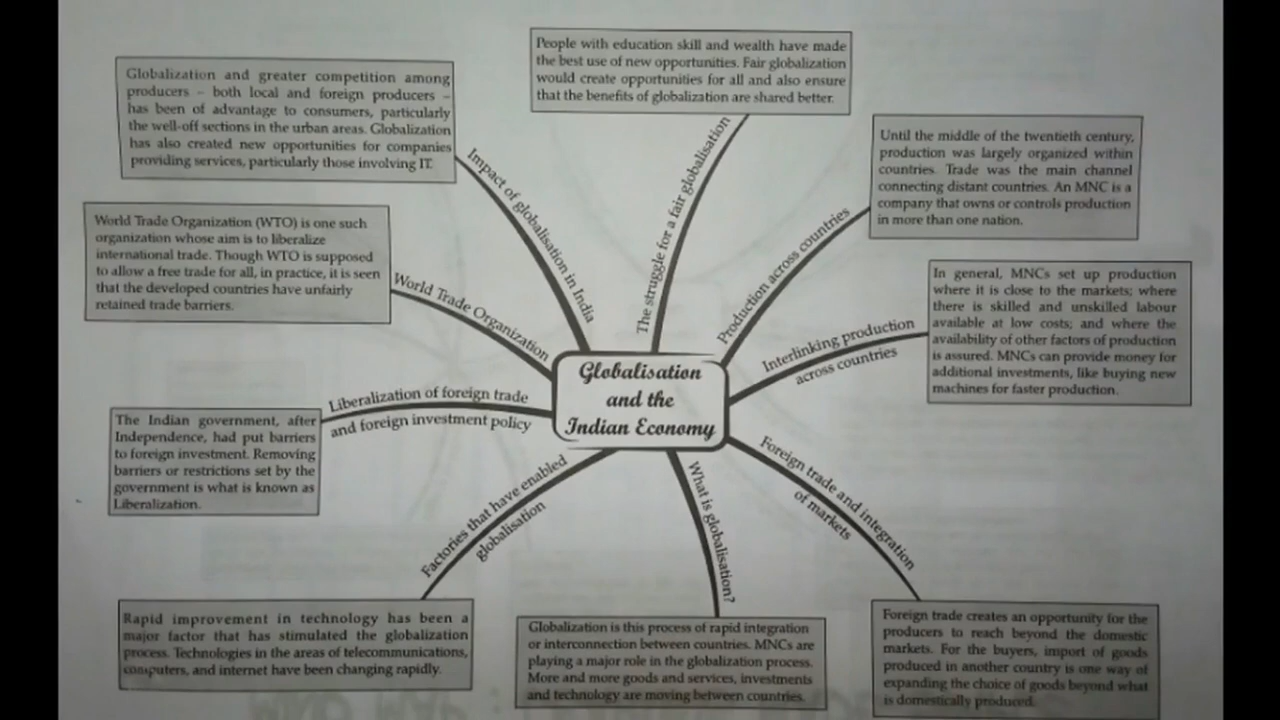 People with education skill and wealth have made
the best use of new opportunities. Fair globalization
would create opportunities for all and also ensure
that the benefits of globalization are shared better.
Globalization and greater competition among
producers – both local and foreign producers –
has been of advantage to consumers, particularly
the well-off sections in the urban areas. Globalization
has also created new opportunities for companies
providing services, particularly those involving IT.
Impact of globalisation in India
The struggle for a fair globalisation
Until the middle of the twentieth century,
production was largely organized within
countries. Trade was the main channel
connecting distant countries. An MNC is a
company that owns or controls production
in more than one nation.
Production across countries
World Trade Organization (WTO) is one such
organization whose aim is to liberalize
international trade. Though WTO is supposed
to allow a free trade for all, in practice, it is seen
that the developed countries have unfairly
retained trade barriers.
World Trade Organization
In general, MNCs set up production
where it is close to the markets; where
there is skilled and unskilled labour
available at low costs; and where the
availability of other factors of production
is assured. MNCs can provide money for
additional investments, like buying new
machines for faster production.
Interlinking production
across countries
Globalisation
and the
Indian Economy
Liberalization of foreign trade
and foreign investment policy
The Indian government, after
Independence, had put barriers
to foreign investment. Removing
barriers or restrictions set by the
government is what is known as
Liberalization.
Factories that have enabled
globalisation
What is globalisation?
Foreign trade and integration
of markets
Rapid improvement in technology has been a
major factor that has stimulated the globalization
process. Technologies in the areas of telecommunications,
computers, and internet have been changing rapidly.
Globalization is this process of rapid integration
or interconnection between countries. MNCs are
playing a major role in the globalization process.
More and more goods and services, investments
and technology are moving between countries.
Foreign trade creates an opportunity for the
producers to reach beyond the domestic
markets. For the buyers, import of goods
produced in another country is one way of
expanding the choice of goods beyond what
is domestically produced.